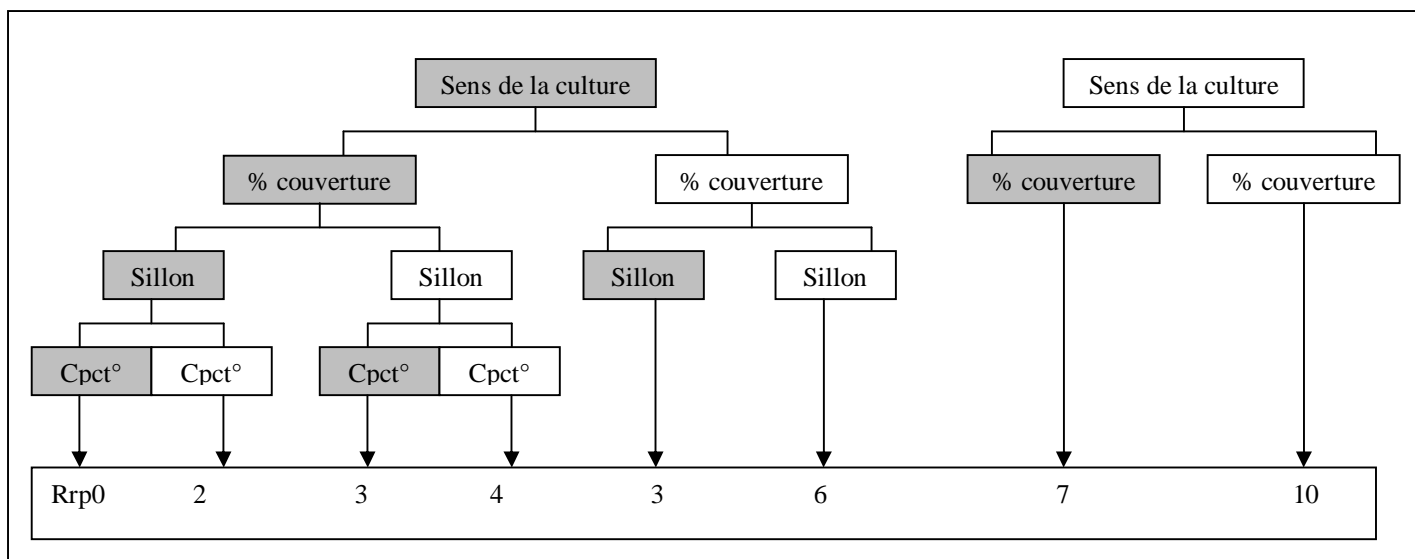 Sens de la culture Sens de la culture
% couverture % couverture % couverture % couverture
Sillon Sillon Sillon Sillon
Cpct° Cpct° Cpct° Cpct°
Rrp0 2 3 4 3 6 7 10